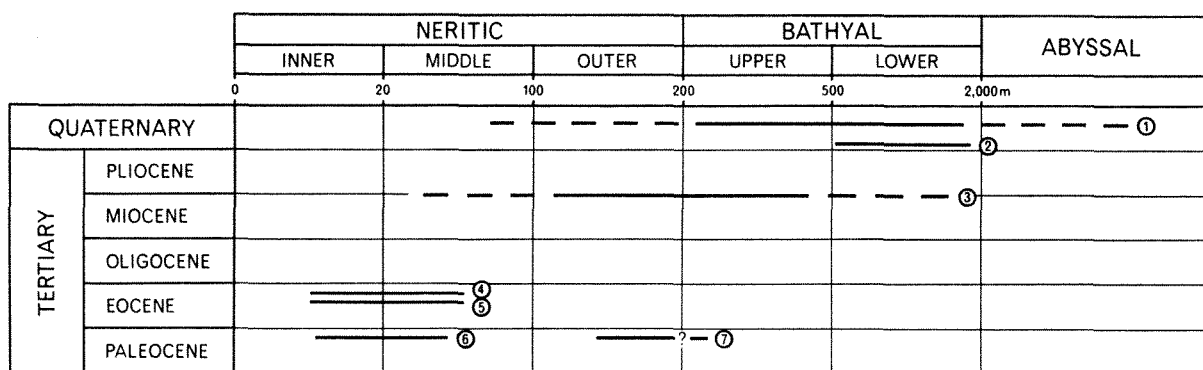 NERITIC BATHYAL ABYSSAL
INNER MIDDLE OUTER UPPER LOWER
0 20 100 200 500 2,000m
QUATERNARY ①
②
TERTIARY
PLIOCENE
③
MIOCENE
OLIGOCENE
④
EOCENE ⑤
PALEOCENE ⑥ ? ⑦